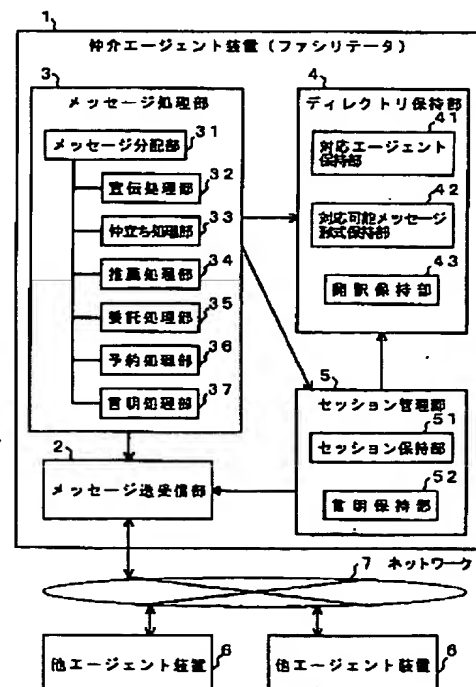 1
仲介エージェント装置(ファシリテータ)
3
メッセージ処理部
31
メッセージ分配部
32
宣伝処理部
33
仲立ち処理部
34
推薦処理部
35
委託処理部
36
予約処理部
37
言明処理部
4
ディレクトリ保持部
41
対応エージェント
保持部
42
対応可能メッセージ
形式保持部
43
翻訳保持部
5
セッション管理部
51
セッション保持部
52
言明保持部
2
メッセージ送受信部
7 ネットワーク
他エージェント装置
6
他エージェント装置
6